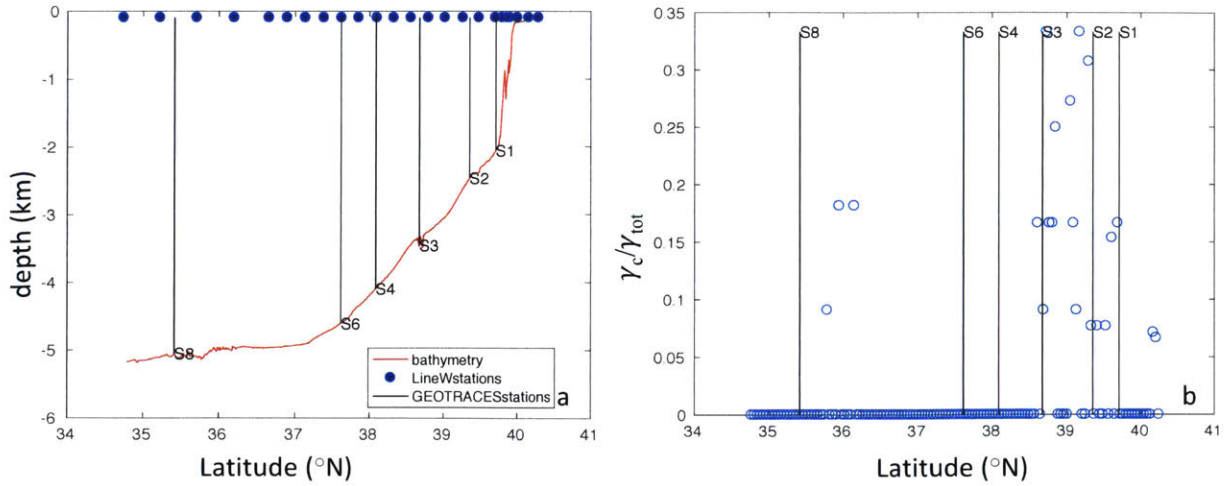 0
-1
-2
-3
-4
-5
-6
depth (km)
S1
S2
S3
S4
S6
S8
bathymetry
LineWstations
GEOTRACESstations
a
34 35 36 37 38 39 40 41
Latitude (°N)
0.35
0.3
0.25
0.2
0.15
0.1
0.05
0
γc/γtot
S8 S6 S4 S3 S2 S1
b
34 35 36 37 38 39 40 41
Latitude (°N)